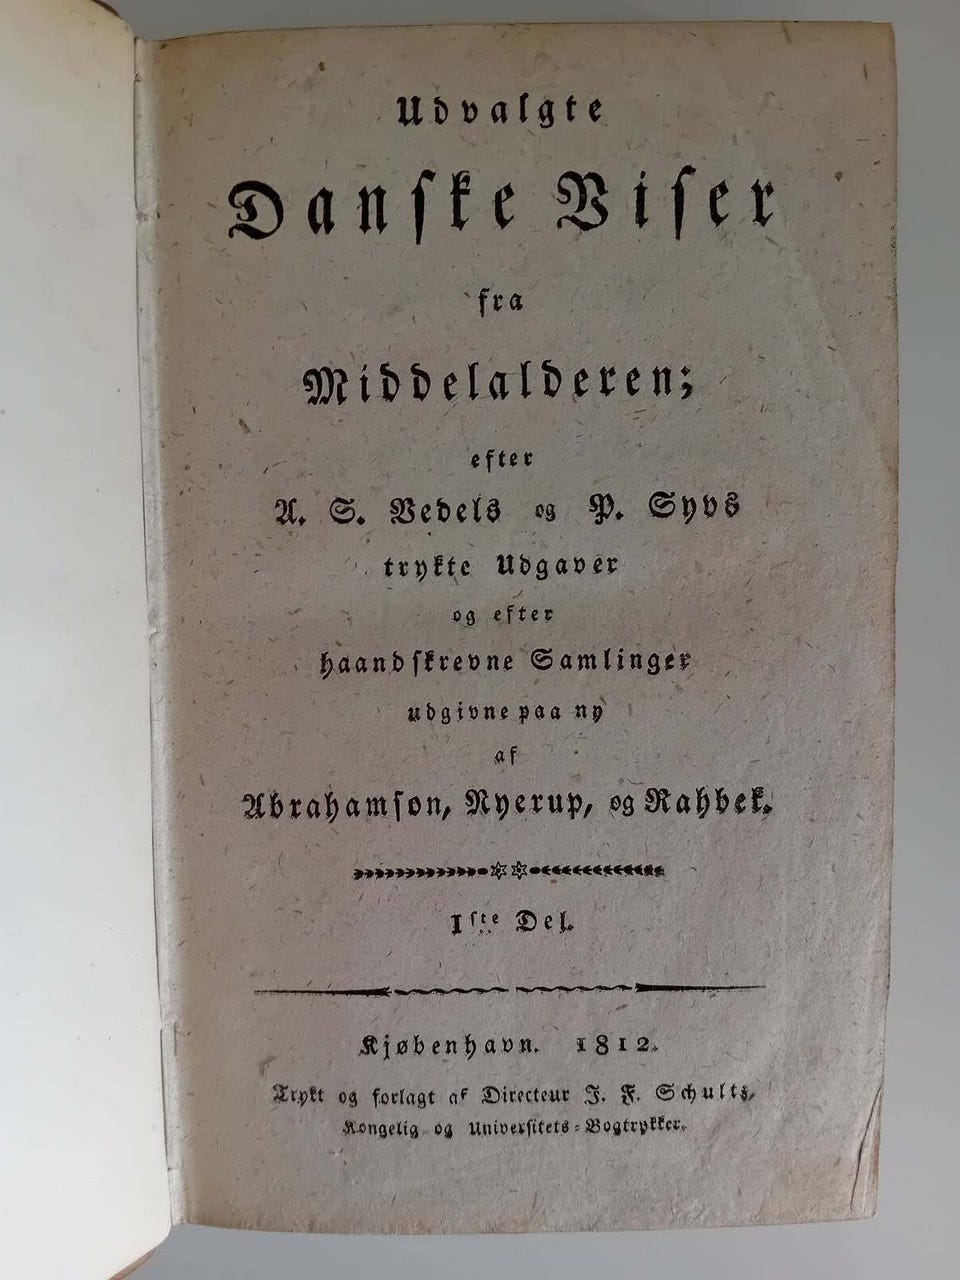 Udvalgte
Danske Viser
fra
Middelalderen;
efter
A. S. Vedels og P. Syvs
trykte Udgaver
og efter
haandskrevne Samlinger
udgivne paa ny
af
Abrahamson, Nyerup, og Rahbek.
1ste Del.
Kjøbenhavn. 1812.
Trykt og forlagt af Directeur J. F. Schultz,
Kongelig og Universitets-Bogtrykker.